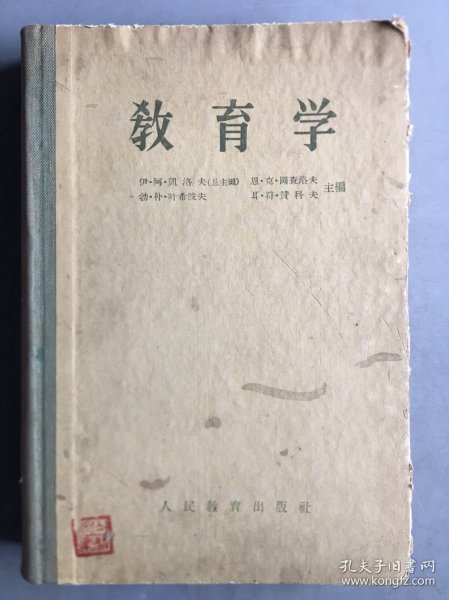 教育学
伊·阿·凯洛夫(总主编) 恩·克·冈查洛夫
勃·朴·叶希波夫 耳·符·赞科夫 主编
人民教育出版社
孔夫子旧书网
www.kongfz.com